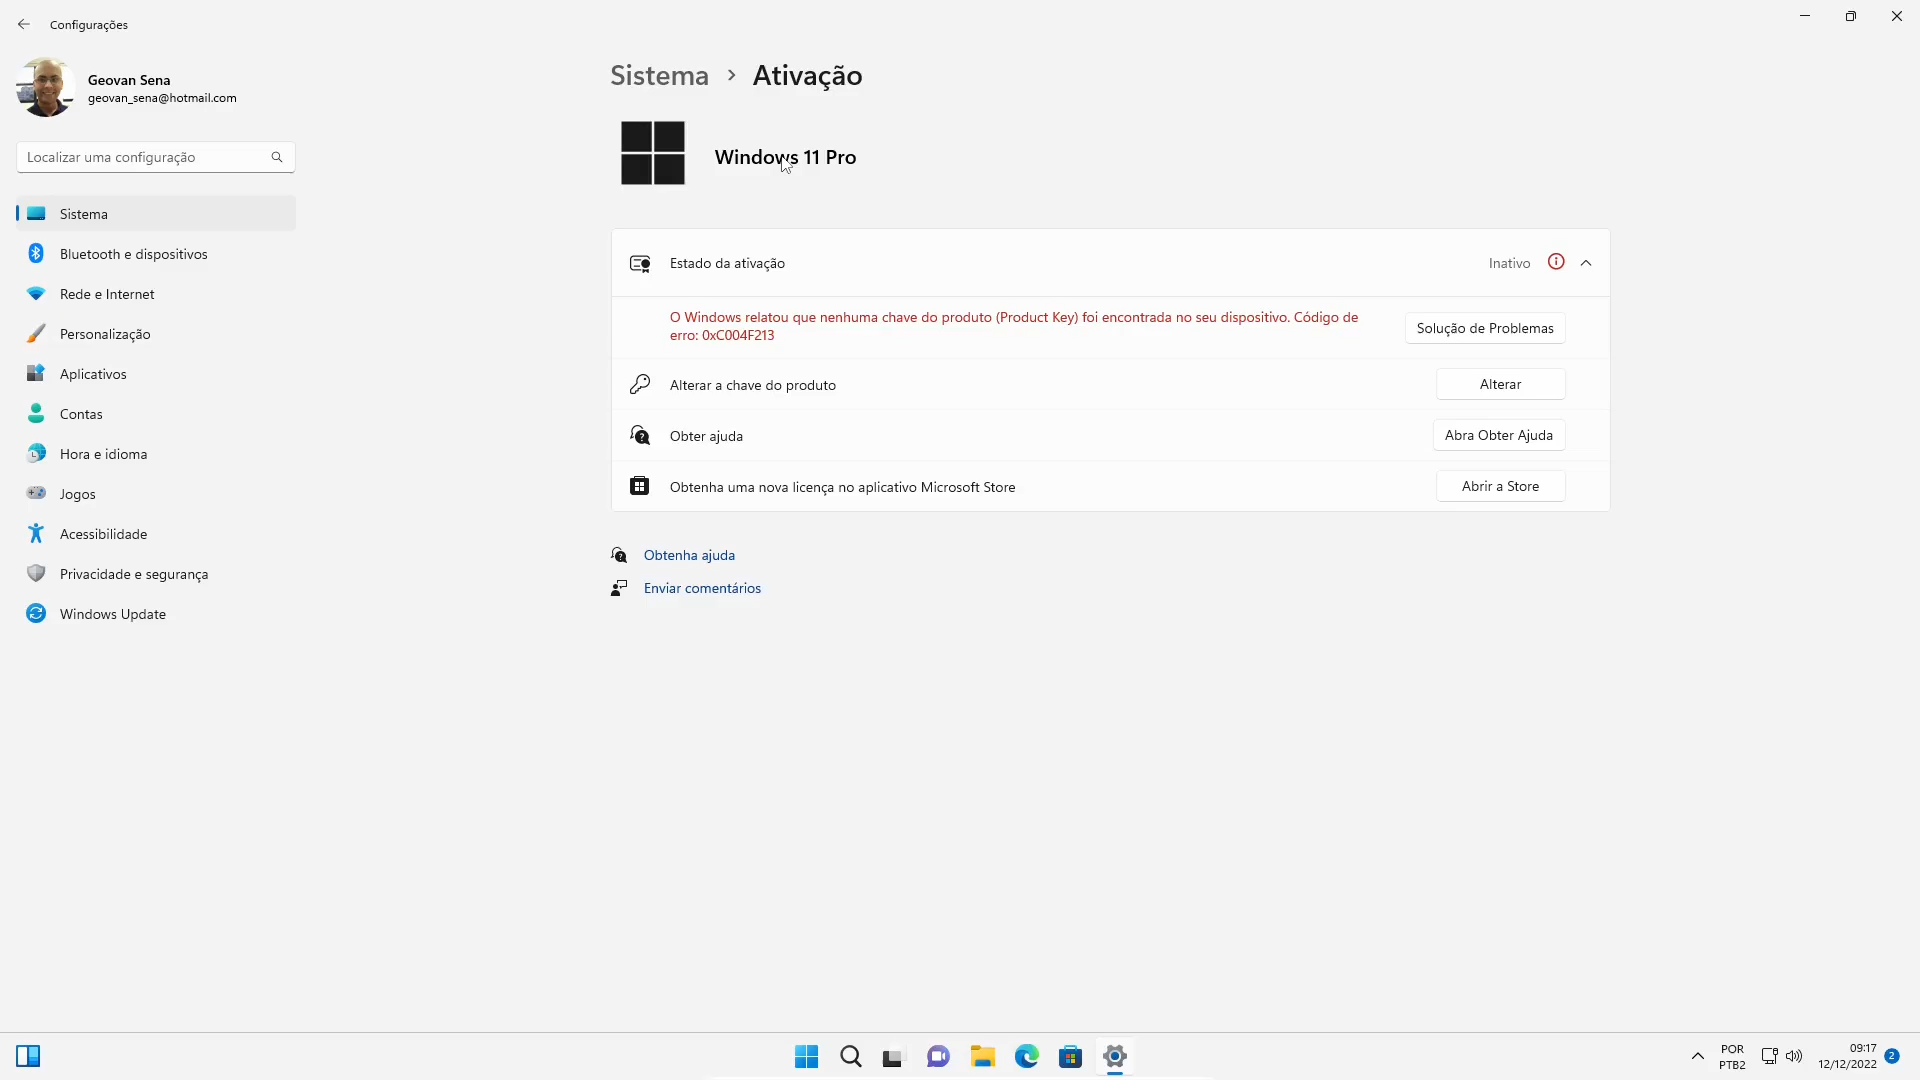 Configurações
Geovan Sena
geovan_sena@hotmail.com
Localizar uma configuração
Sistema
Bluetooth e dispositivos
Rede e Internet
Personalização
Aplicativos
Contas
Hora e idioma
Jogos
Acessibilidade
Privacidade e segurança
Windows Update
Sistema > Ativação
Windows 11 Pro
Estado da ativação
Inativo
O Windows relatou que nenhuma chave do produto (Product Key) foi encontrada no seu dispositivo. Código de
erro: 0xC004F213
Solução de Problemas
Alterar a chave do produto
Alterar
Obter ajuda
Abra Obter Ajuda
Obtenha uma nova licença no aplicativo Microsoft Store
Abrir a Store
Obtenha ajuda
Enviar comentários
POR
PTB2
09:17
12/12/2022
2